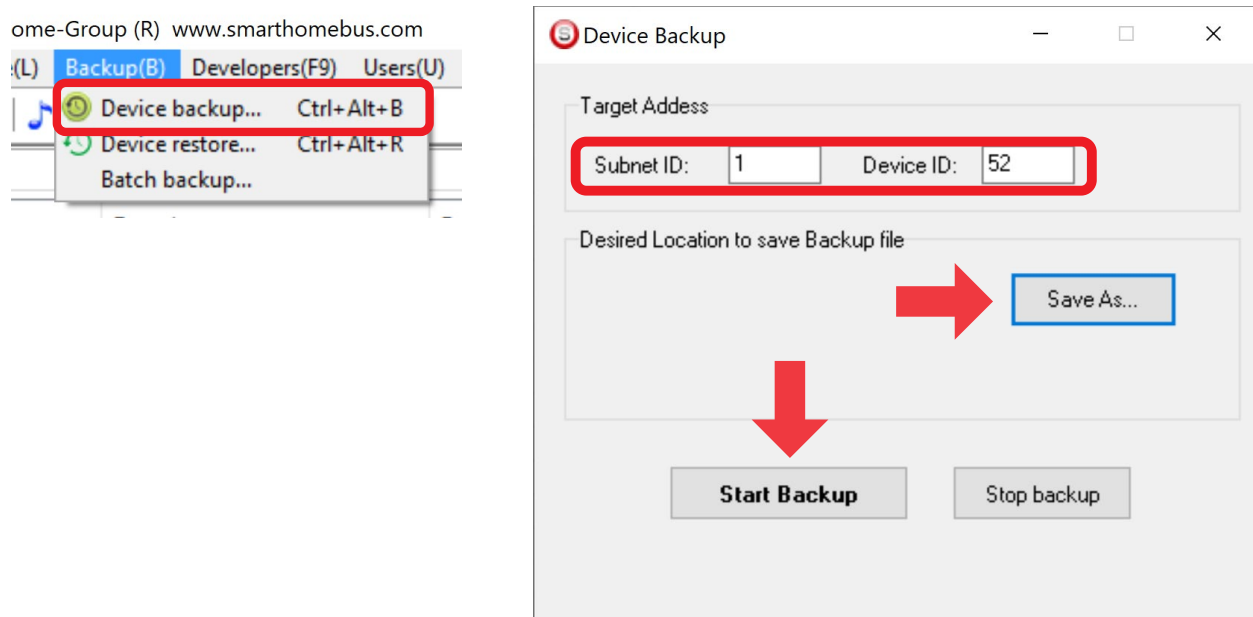 ome-Group (R) www.smarthomebus.com
(L) Backup(B) Developers(F9) Users(U)
Device backup... Ctrl+Alt+B
Device restore... Ctrl+Alt+R
Batch backup...
S Device Backup
Target Addess
Subnet ID: 1 Device ID: 52
Desired Location to save Backup file
Save As...
Start Backup Stop backup